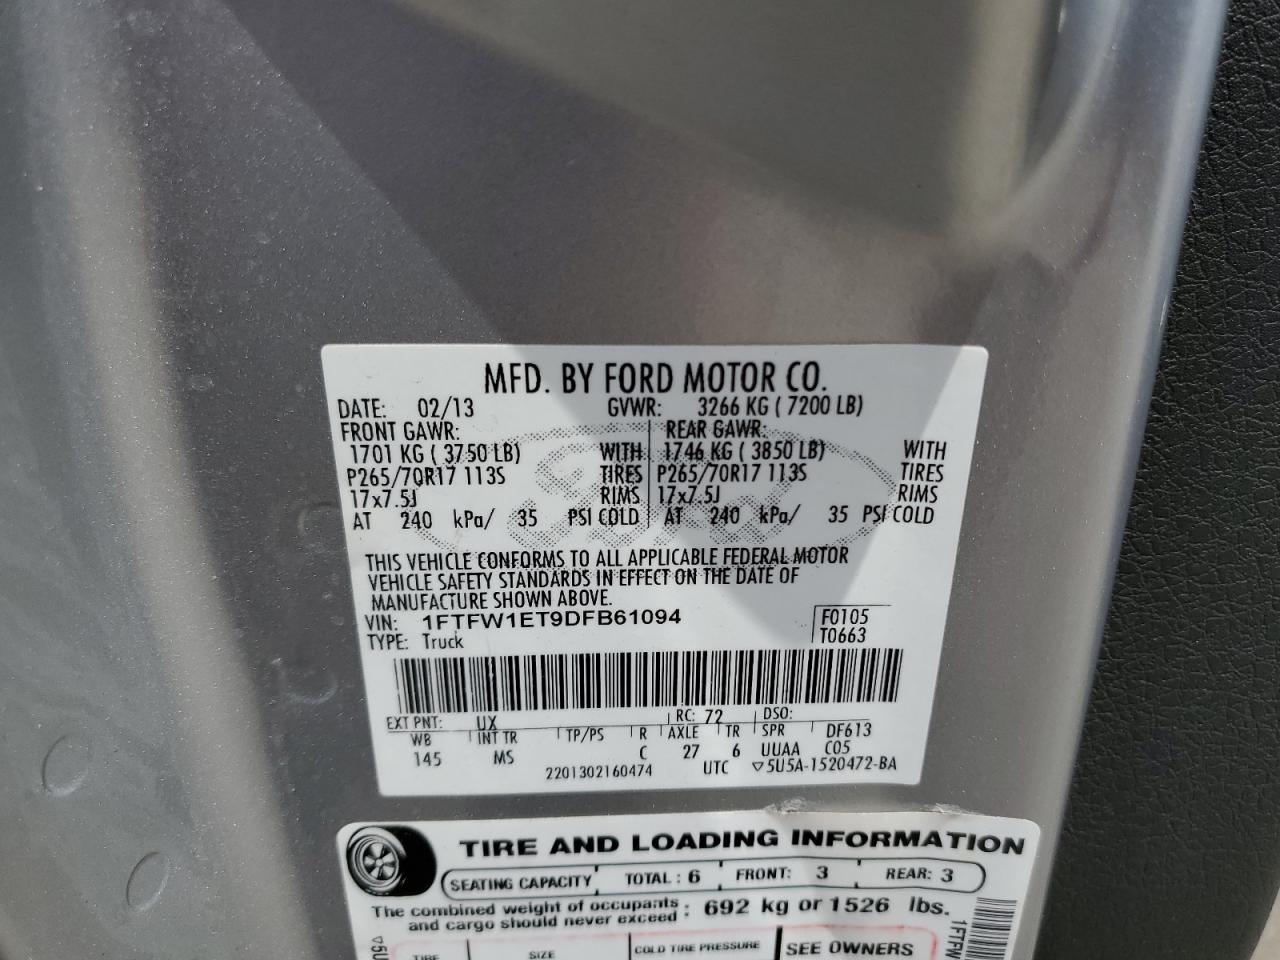 MFD. BY FORD MOTOR CO.
DATE: 02/13 GVWR: 3266 KG ( 7200 LB)
FRONT GAWR: REAR GAWR:
1701 KG ( 3750 LB) WITH 1746 KG ( 3850 LB) WITH
P265/70R17 113S TIRES P265/70R17 113S TIRES
17x7.5J RIMS 17x7.5J RIMS
AT 240 kPa/ 35 PSI COLD AT 240 kPa/ 35 PSI COLD
THIS VEHICLE CONFORMS TO ALL APPLICABLE FEDERAL MOTOR
VEHICLE SAFETY STANDARDS IN EFFECT ON THE DATE OF
MANUFACTURE SHOWN ABOVE.
VIN: 1FTFW1ET9DFB61094 F0105
TYPE: Truck T0663
EXT PNT: UX RC: 72 DSO:
WB INT TR TP/PS R AXLE TR SPR DF613
145 MS C 27 6 UUAA C05
2201302160474 UTC ▽5U5A-1520472-BA
TIRE AND LOADING INFORMATION
SEATING CAPACITY TOTAL : 6 FRONT: 3 REAR: 3
The combined weight of occupants
and cargo should never exceed : 692 kg or 1526 lbs.
TIRE SIZE COLD TIRE PRESSURE SEE OWNERS
▽5U
1FTFW